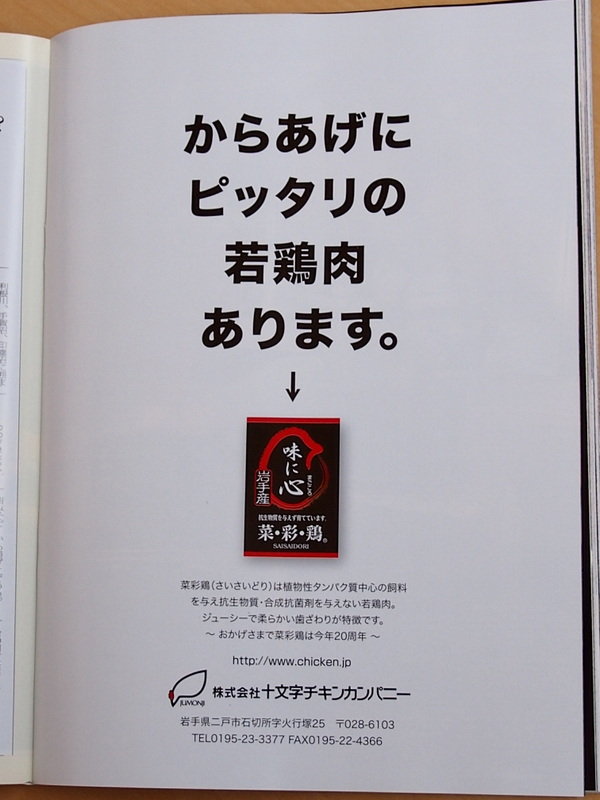 からあげに
ピッタリの
若鶏肉
あります。
↓
味に心
まごころ
岩手産
抗生物質を与えず育てています。
菜・彩・鶏®
SAISAIDORI
菜彩鶏(さいさいどり)は植物性タンパク質中心の飼料
を与え抗生物質・合成抗菌剤を与えない若鶏肉。
ジューシーで柔らかい歯ざわりが特徴です。
〜 おかげさまで菜彩鶏は今年20周年 〜
http://www.chicken.jp
JUMONJI
株式会社十文字チキンカンパニー
岩手県二戸市石切所字火行塚25 〒028-6103
TEL0195-23-3377 FAX0195-22-4366